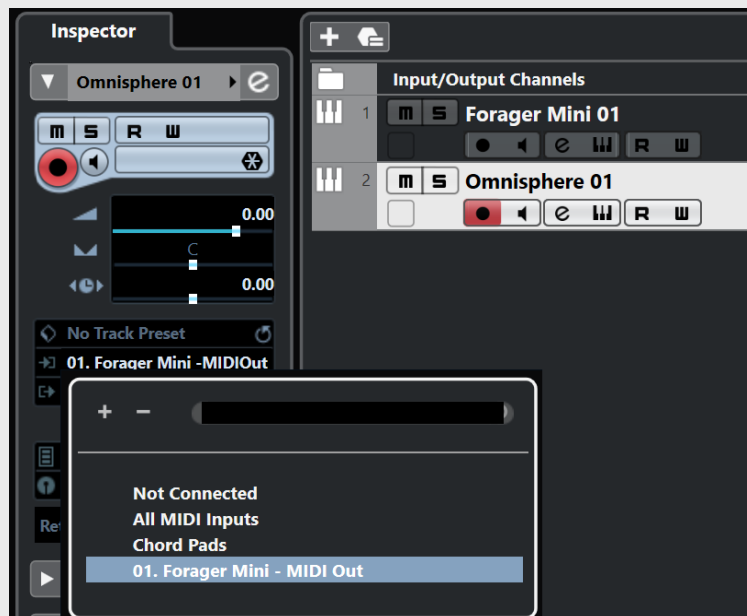 Inspector
Omnisphere 01
m S R W
0.00
C
0.00
No Track Preset
01. Forager Mini -MIDIOut
Re
+ −
Not Connected
All MIDI Inputs
Chord Pads
01. Forager Mini - MIDI Out
+
Input/Output Channels
1 m S Forager Mini 01
e R W
2 m S Omnisphere 01
e R W